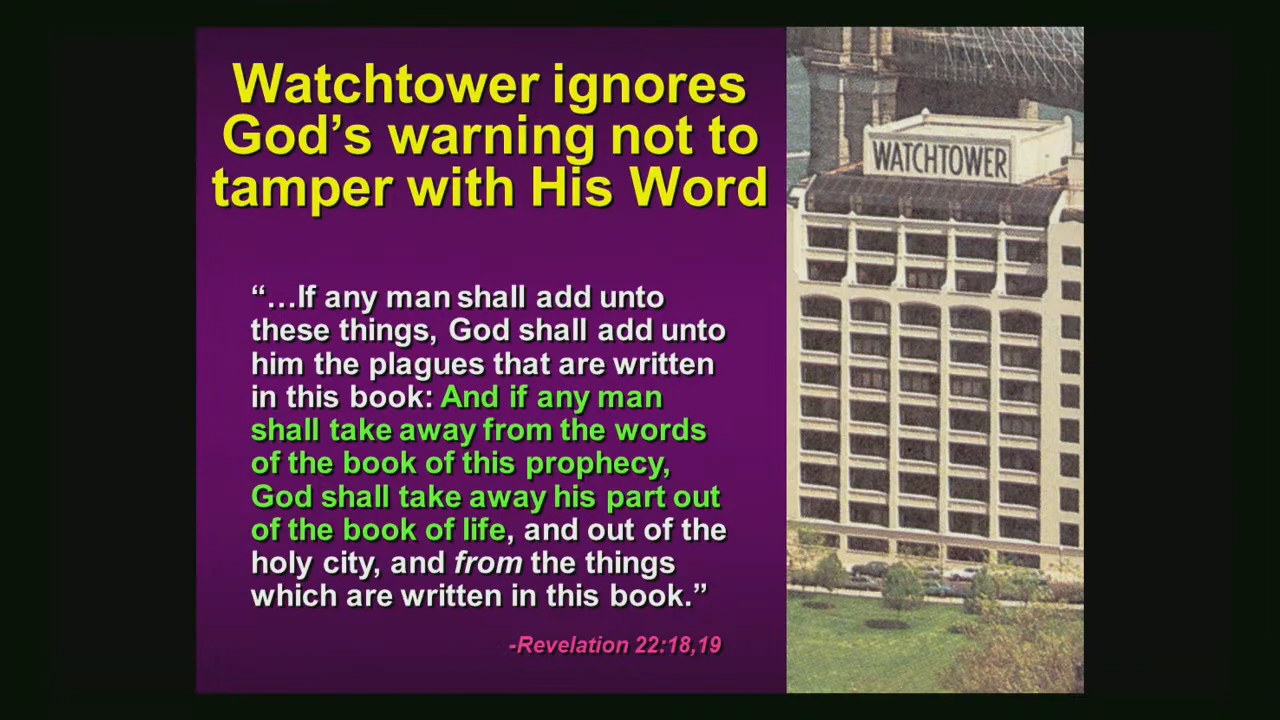 Watchtower ignores
God’s warning not to
tamper with His Word
WATCHTOWER
“…If any man shall add unto
these things, God shall add unto
him the plagues that are written
in this book: And if any man
shall take away from the words
of the book of this prophecy,
God shall take away his part out
of the book of life, and out of the
holy city, and from the things
which are written in this book.”
-Revelation 22:18,19